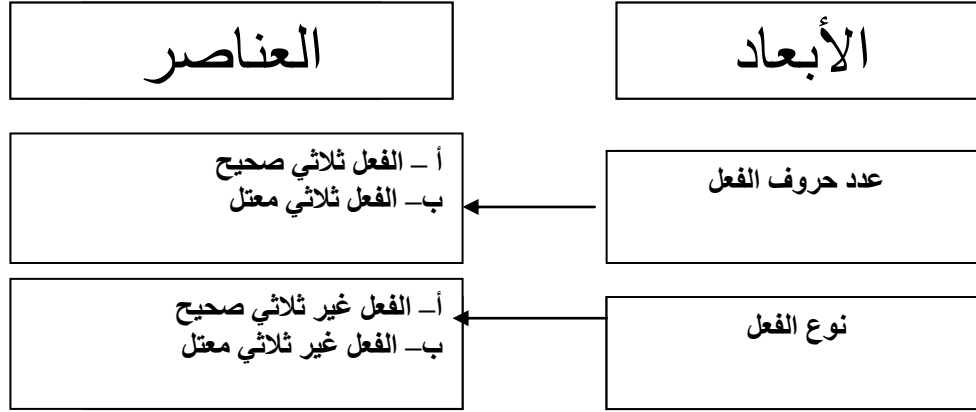 الأبعاد
العناصر
عدد حروف الفعل
أ – الفعل ثلاثي صحيح
ب– الفعل ثلاثي معتل
نوع الفعل
أ– الفعل غير ثلاثي صحيح
ب– الفعل غير ثلاثي معتل